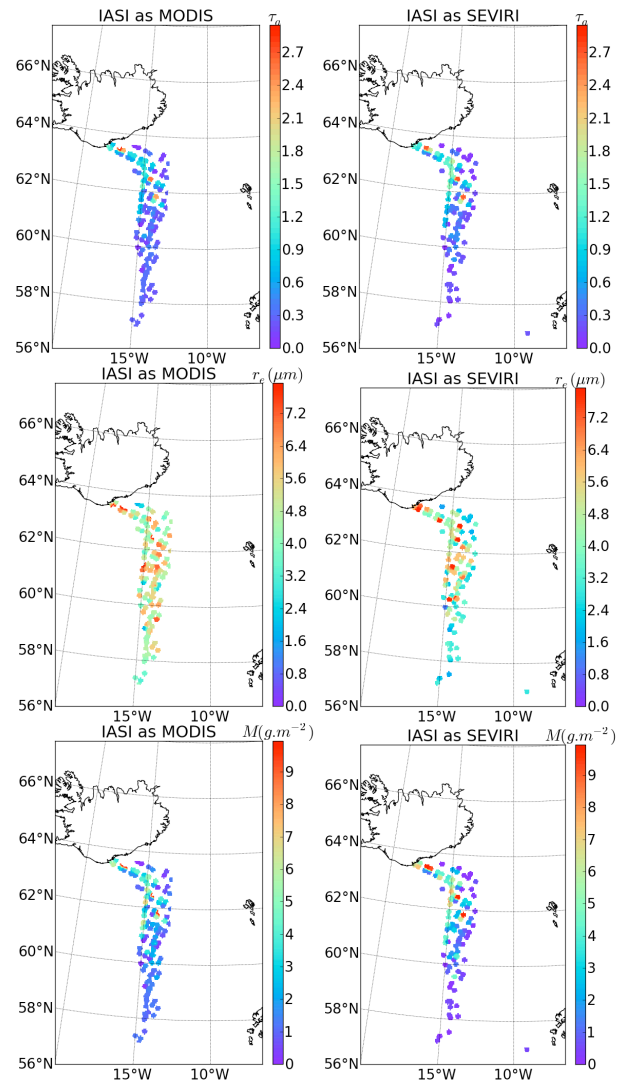 IASI as MODIS τ_a
IASI as SEVIRI τ_a
66°N
64°N
62°N
60°N
58°N
56°N
15°W 10°W
2.7
2.4
2.1
1.8
1.5
1.2
0.9
0.6
0.3
0.0
66°N
64°N
62°N
60°N
58°N
56°N
15°W 10°W
2.7
2.4
2.1
1.8
1.5
1.2
0.9
0.6
0.3
0.0
IASI as MODIS r_e(μm)
IASI as SEVIRI r_e(μm)
66°N
64°N
62°N
60°N
58°N
56°N
15°W 10°W
7.2
6.4
5.6
4.8
4.0
3.2
2.4
1.6
0.8
0.0
66°N
64°N
62°N
60°N
58°N
56°N
15°W 10°W
7.2
6.4
5.6
4.8
4.0
3.2
2.4
1.6
0.8
0.0
IASI as MODIS M(g.m⁻²)
IASI as SEVIRI M(g.m⁻²)
66°N
64°N
62°N
60°N
58°N
56°N
15°W 10°W
9
8
7
6
5
4
3
2
1
0
66°N
64°N
62°N
60°N
58°N
56°N
15°W 10°W
9
8
7
6
5
4
3
2
1
0